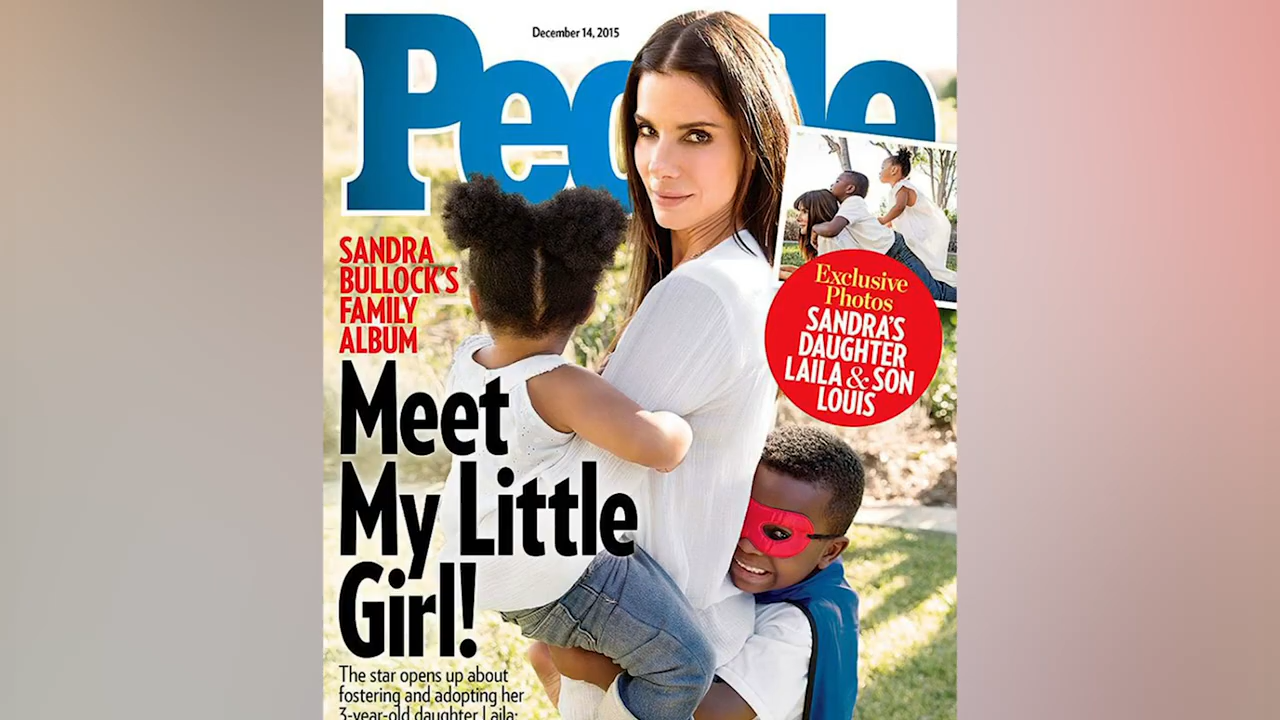 December 14, 2015
People
SANDRA
BULLOCK'S
FAMILY
ALBUM
Meet
My Little
Girl!
The star opens up about
fostering and adopting her
3-year-old daughter Laila:
Exclusive
Photos
SANDRA'S
DAUGHTER
LAILA & SON
LOUIS